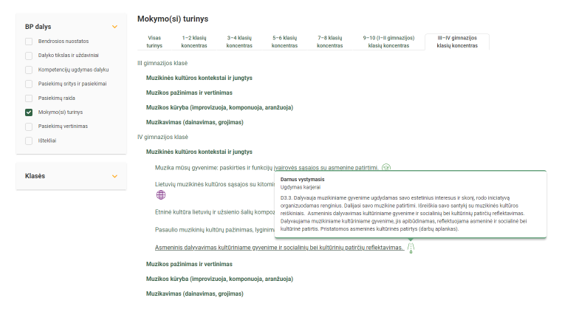 BP dalys
Bendrosios nuostatos
Dalyko tikslas ir uždaviniai
Kompetencijų ugdymas dalyku
Pasiekimų sritys ir pasiekimai
Pasiekimų raida
Mokymo(si) turinys
Pasiekimų vertinimas
Ištekliai
Klasės
Mokymo(si) turinys
Visas turinys
1–2 klasių koncentras
3–4 klasių koncentras
5–6 klasių koncentras
7–8 klasių koncentras
9–10 (I–II gimnazijos) klasių koncentras
III–IV gimnazijos klasių koncentras
III gimnazijos klasė
Muzikinės kultūros kontekstai ir jungtys
Muzikos pažinimas ir vertinimas
Muzikos kūryba (improvizuoja, komponuoja, aranžuoja)
Muzikavimas (dainavimas, grojimas)
IV gimnazijos klasė
Muzikinės kultūros kontekstai ir jungtys
Muzika mūsų gyvenime: paskirties ir funkcijų įvairovės sąsajos su asmenine patirtimi.
Lietuvių muzikinės kultūros sąsajos su kitomis
Etninė kultūra lietuvių ir užsienio šalių kompoz
Pasaulio muzikinių kultūrų pažinimas, lyginim
Asmeninis dalyvavimas kultūriniame gyvenime ir socialinių bei kultūrinių patirčių reflektavimas.
Darnus vystymasis
Ugdymas karjerai
D3.3. Dalyvauja muzikiniame gyvenime ugdydamas savo estetinius interesus ir skonį, rodo iniciatyvą
organizuodamas renginius. Dalijasi savo muzikine patirtimi. Išreiškia savo santykį su muzikinės kultūros
reiškiniais. Asmeninis dalyvavimas kultūriniame gyvenime ir socialinių bei kultūrinių patirčių reflektavimas.
Dalyvaujama muzikiniame kultūriniame gyvenime, jis apibūdinamas, reflektuojama asmeninė ir socialinė bei
kultūrinė patirtis. Pristatomos asmeninės kultūrinės patirtys (darbų aplankas).
Muzikos pažinimas ir vertinimas
Muzikos kūryba (improvizuoja, komponuoja, aranžuoja)
Muzikavimas (dainavimas, grojimas)